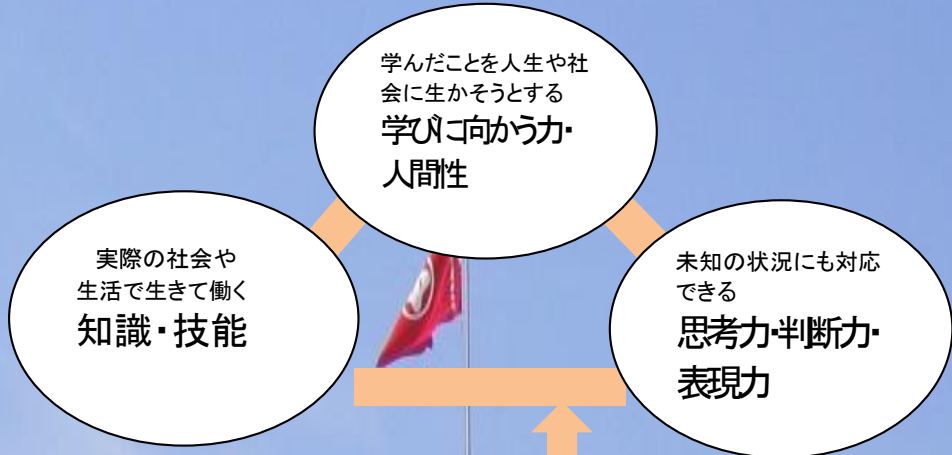 学んだことを人生や社
会に生かそうとする
学びに向かう力・
人間性
実際の社会や
生活で生きて働く
知識・技能
未知の状況にも対応
できる
思考力・判断力・
表現力